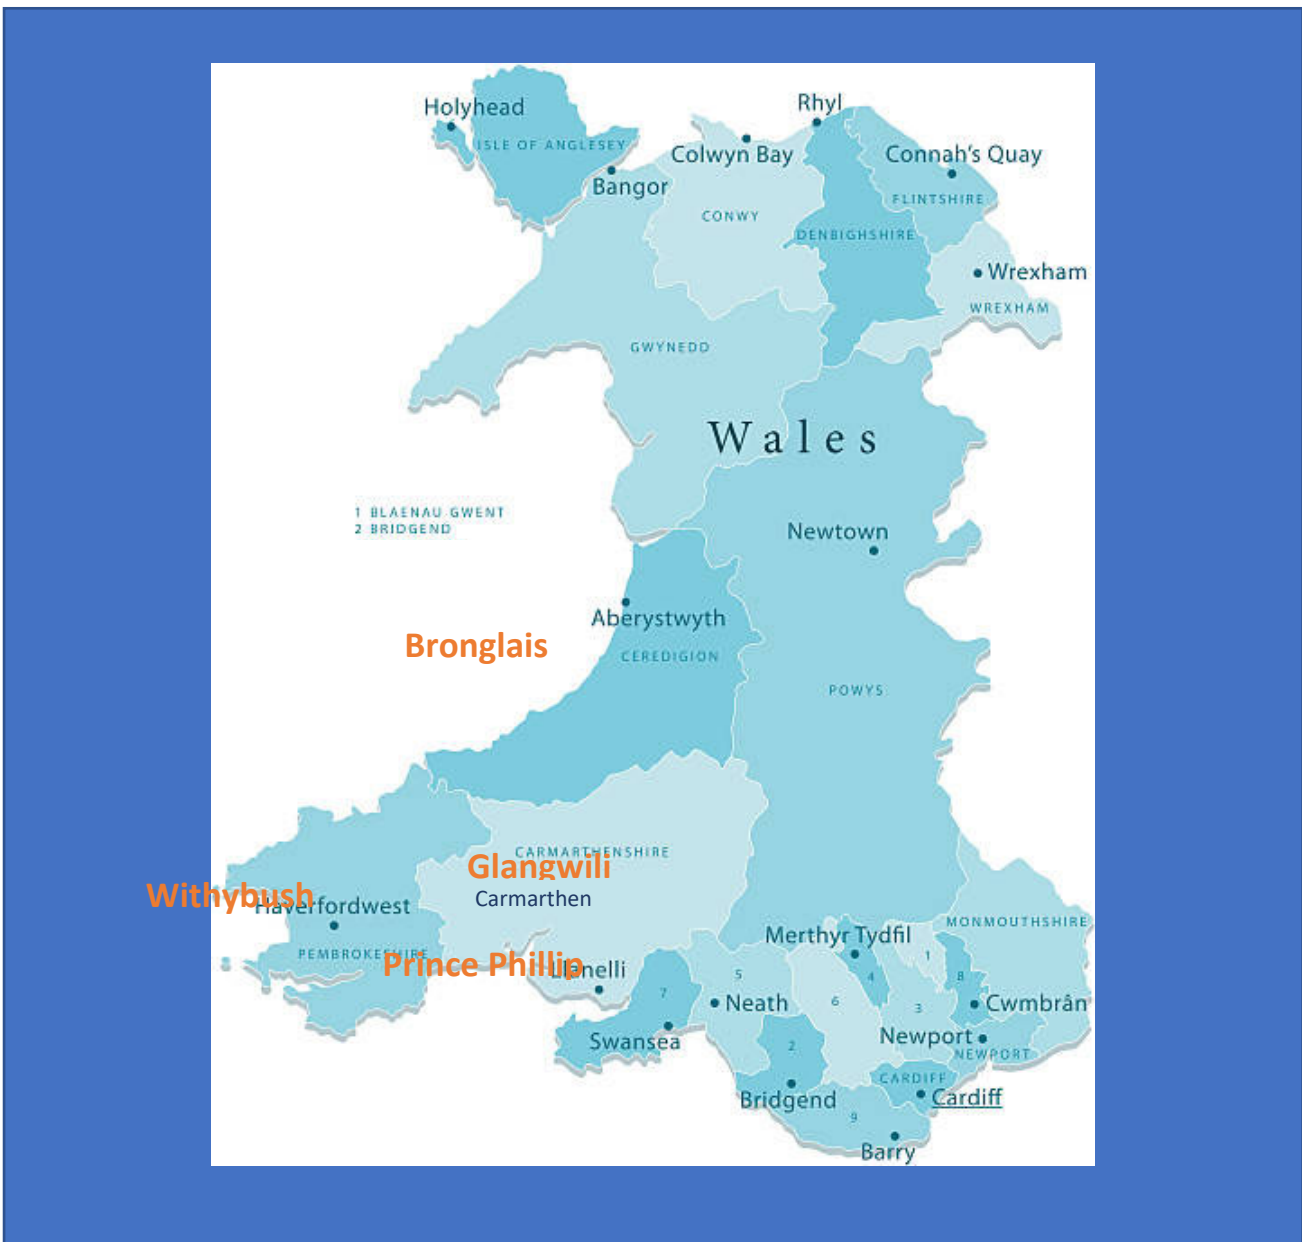 Rhyl
Holyhead
ISLE OF ANGLESEY
Colwyn Bay
Connah's Quay
Bangor
FLINTSHIRE
CONWY
DENBIGHSHIRE
Wrexham
WREXHAM
GWYNEDD
Wales
1 BLAENAU GWENT
2 BRIDGEND
Newtown
Aberystwyth
Bronglais
CEREDIGION
POWYS
CARMARTHENSHIRE
Glangwili
Withybush
Carmarthen
Haverfordwest
MONMOUTHSHIRE
Merthyr Tydfil
PEMBROKESHIRE
1
Prince Phillip
Llanelli
5
4
8
7
Neath
6
3
Cwmbrân
Swansea
Newport
2
NEWPORT
CARDIFF
Bridgend
Cardiff
9
Barry